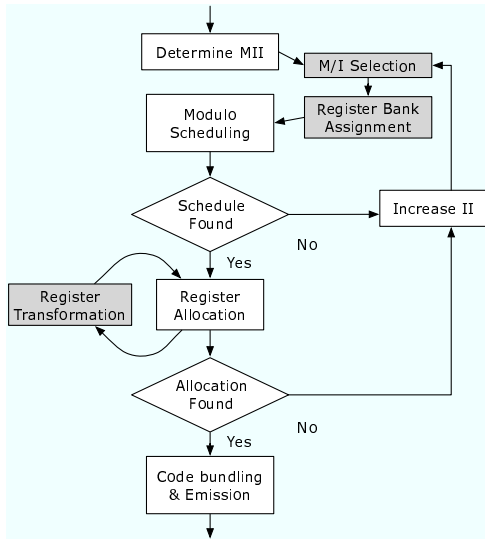 Determine MII
M/I Selection
Register Bank
Assignment
Modulo
Scheduling
Schedule
Found
Increase II
No
Yes
Register
Transformation
Register
Allocation
Allocation
Found
No
Yes
Code bundling
& Emission